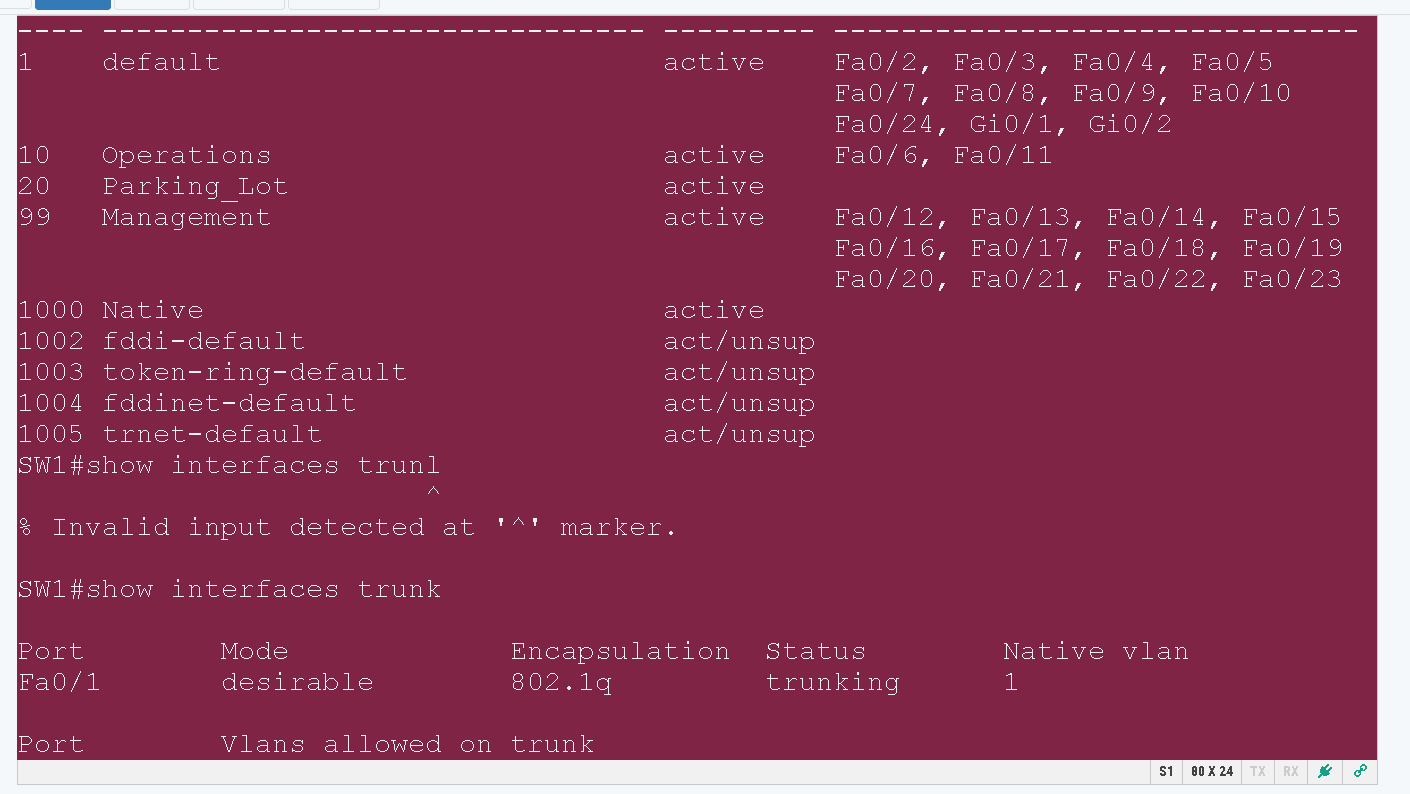 ---- -------------------------------- --------- -------------------------------
1    default                          active    Fa0/2, Fa0/3, Fa0/4, Fa0/5
                                                Fa0/7, Fa0/8, Fa0/9, Fa0/10
                                                Fa0/24, Gi0/1, Gi0/2
10   Operations                       active    Fa0/6, Fa0/11
20   Parking_Lot                      active
99   Management                       active    Fa0/12, Fa0/13, Fa0/14, Fa0/15
                                                Fa0/16, Fa0/17, Fa0/18, Fa0/19
                                                Fa0/20, Fa0/21, Fa0/22, Fa0/23
1000 Native                           active
1002 fddi-default                     act/unsup
1003 token-ring-default               act/unsup
1004 fddinet-default                  act/unsup
1005 trnet-default                    act/unsup
SW1#show interfaces trunl
                        ^
% Invalid input detected at '^' marker.
SW1#show interfaces trunk
Port        Mode             Encapsulation  Status        Native vlan
Fa0/1       desirable        802.1q         trunking      1
Port        Vlans allowed on trunk
S1 80 X 24 TX RX